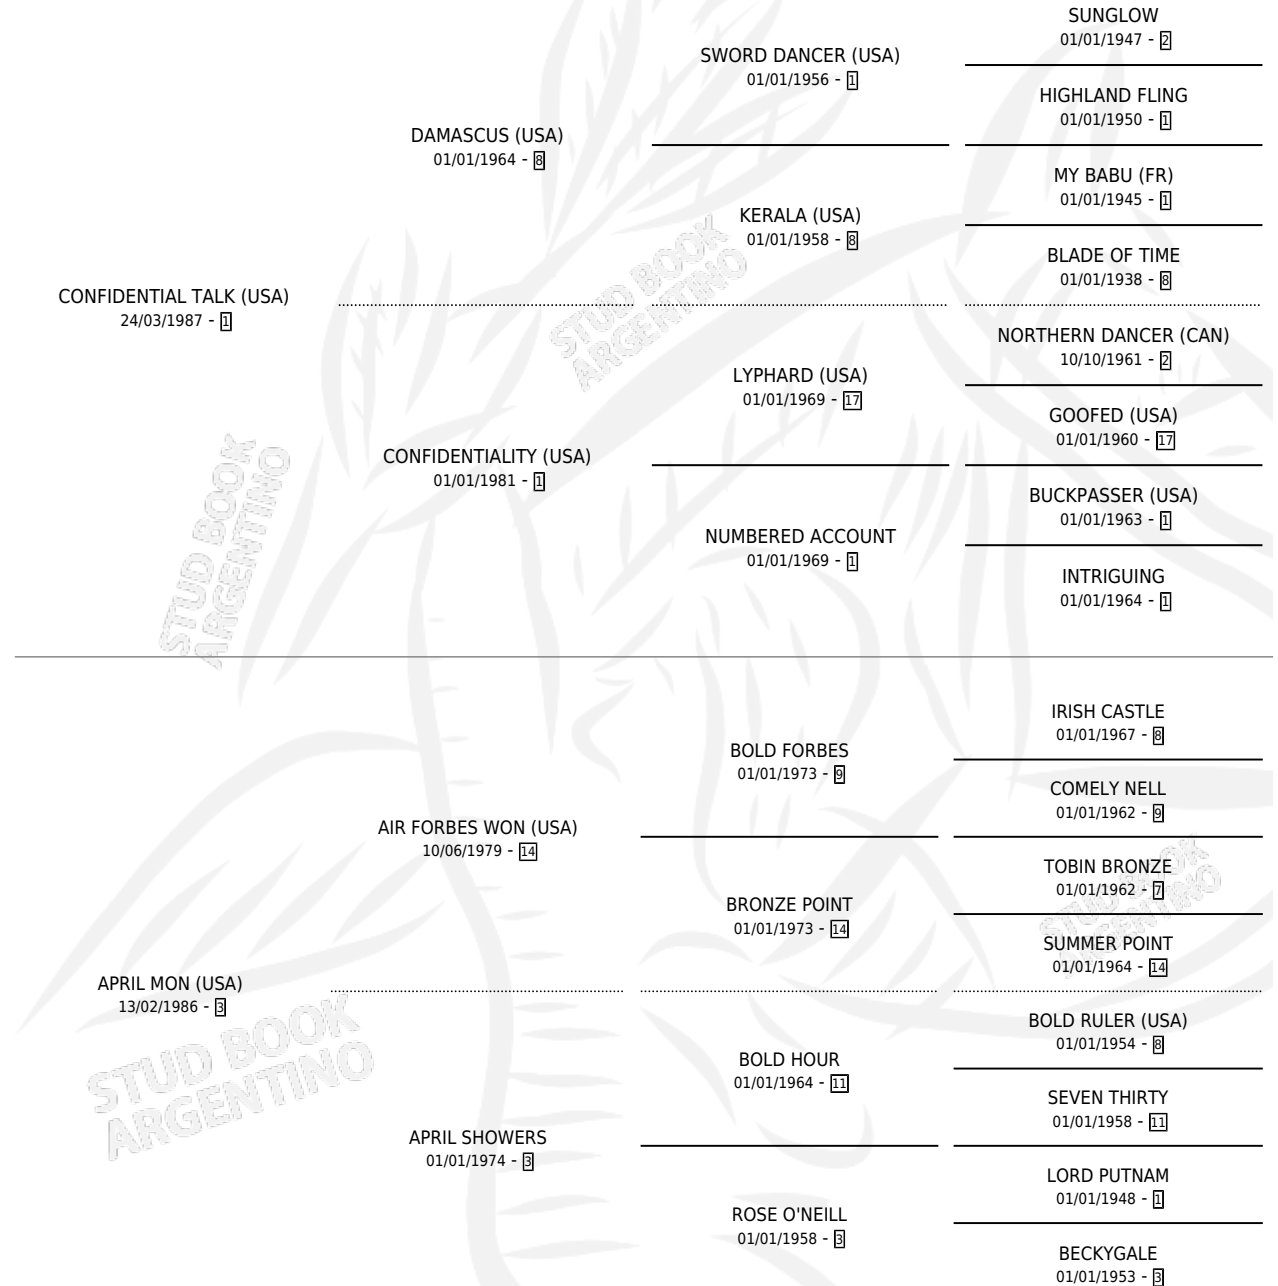 SUNGLOW
01/01/1947 - 2
SWORD DANCER (USA)
01/01/1956 - 1
HIGHLAND FLING
01/01/1950 - 1
DAMASCUS (USA)
01/01/1964 - 8
MY BABU (FR)
01/01/1945 - 1
KERALA (USA)
01/01/1958 - 8
BLADE OF TIME
01/01/1938 - 8
CONFIDENTIAL TALK (USA)
24/03/1987 - 1
NORTHERN DANCER (CAN)
10/10/1961 - 2
LYPHARD (USA)
01/01/1969 - 17
GOOFED (USA)
01/01/1960 - 17
CONFIDENTIALITY (USA)
01/01/1981 - 1
BUCKPASSER (USA)
01/01/1963 - 1
NUMBERED ACCOUNT
01/01/1969 - 1
INTRIGUING
01/01/1964 - 1
STUD BOOK
ARGENTINO
STUD BOOK
ARGENTINO
IRISH CASTLE
01/01/1967 - 8
BOLD FORBES
01/01/1973 - 9
COMELY NELL
01/01/1962 - 9
AIR FORBES WON (USA)
10/06/1979 - 14
TOBIN BRONZE
01/01/1962 - 7
BRONZE POINT
01/01/1973 - 14
SUMMER POINT
01/01/1964 - 14
STUD BOOK
ARGENTINO
APRIL MON (USA)
13/02/1986 - 3
BOLD RULER (USA)
01/01/1954 - 8
BOLD HOUR
01/01/1964 - 11
SEVEN THIRTY
01/01/1958 - 11
STUD BOOK
ARGENTINO
APRIL SHOWERS
01/01/1974 - 3
LORD PUTNAM
01/01/1948 - 1
ROSE O'NEILL
01/01/1958 - 3
BECKYGALE
01/01/1953 - 3